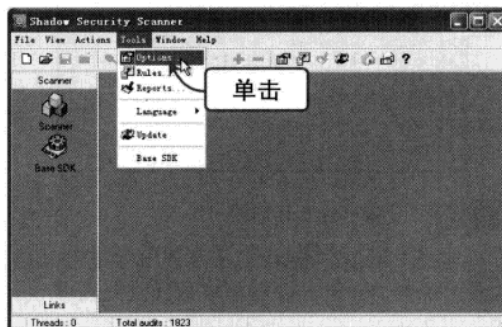 Shadow Security Scanner
File View Actions Tools Window Help
Scanner
Options...
Rules...
Reports...
单击
Scanner
Language
Update
Base SDK
Base SDK
Links
Threads : 0 Total audits : 1823